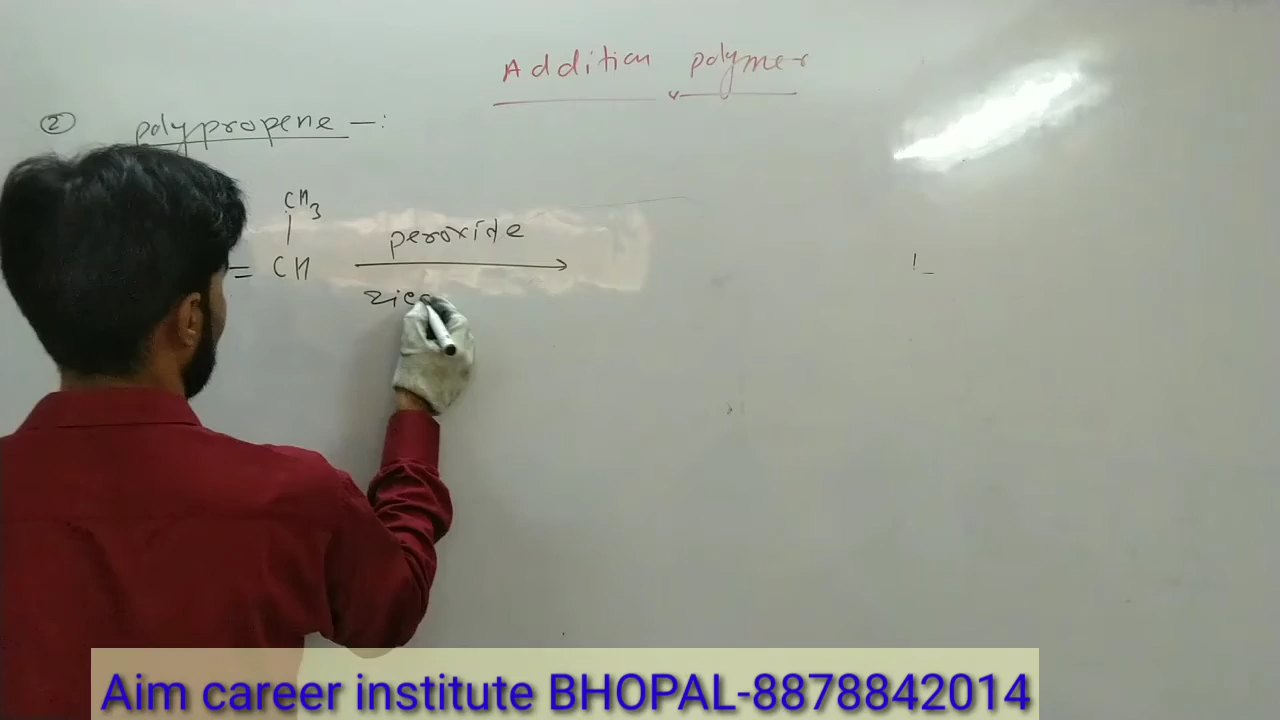 Addition polymer
② polypropene -:
CH3
|
= CH
peroxide
Aim career institute BHOPAL-8878842014